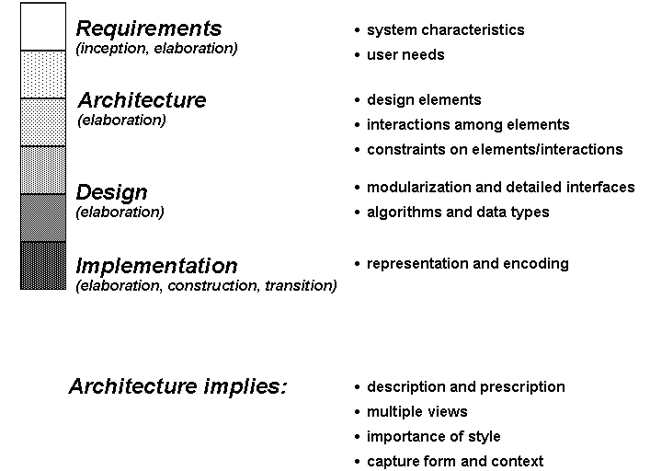 Requirements
(inception, elaboration)
• system characteristics
• user needs
Architecture
(elaboration)
• design elements
• interactions among elements
• constraints on elements/interactions
Design
(elaboration)
• modularization and detailed interfaces
• algorithms and data types
Implementation
(elaboration, construction, transition)
• representation and encoding
Architecture implies:
• description and prescription
• multiple views
• importance of style
• capture form and context